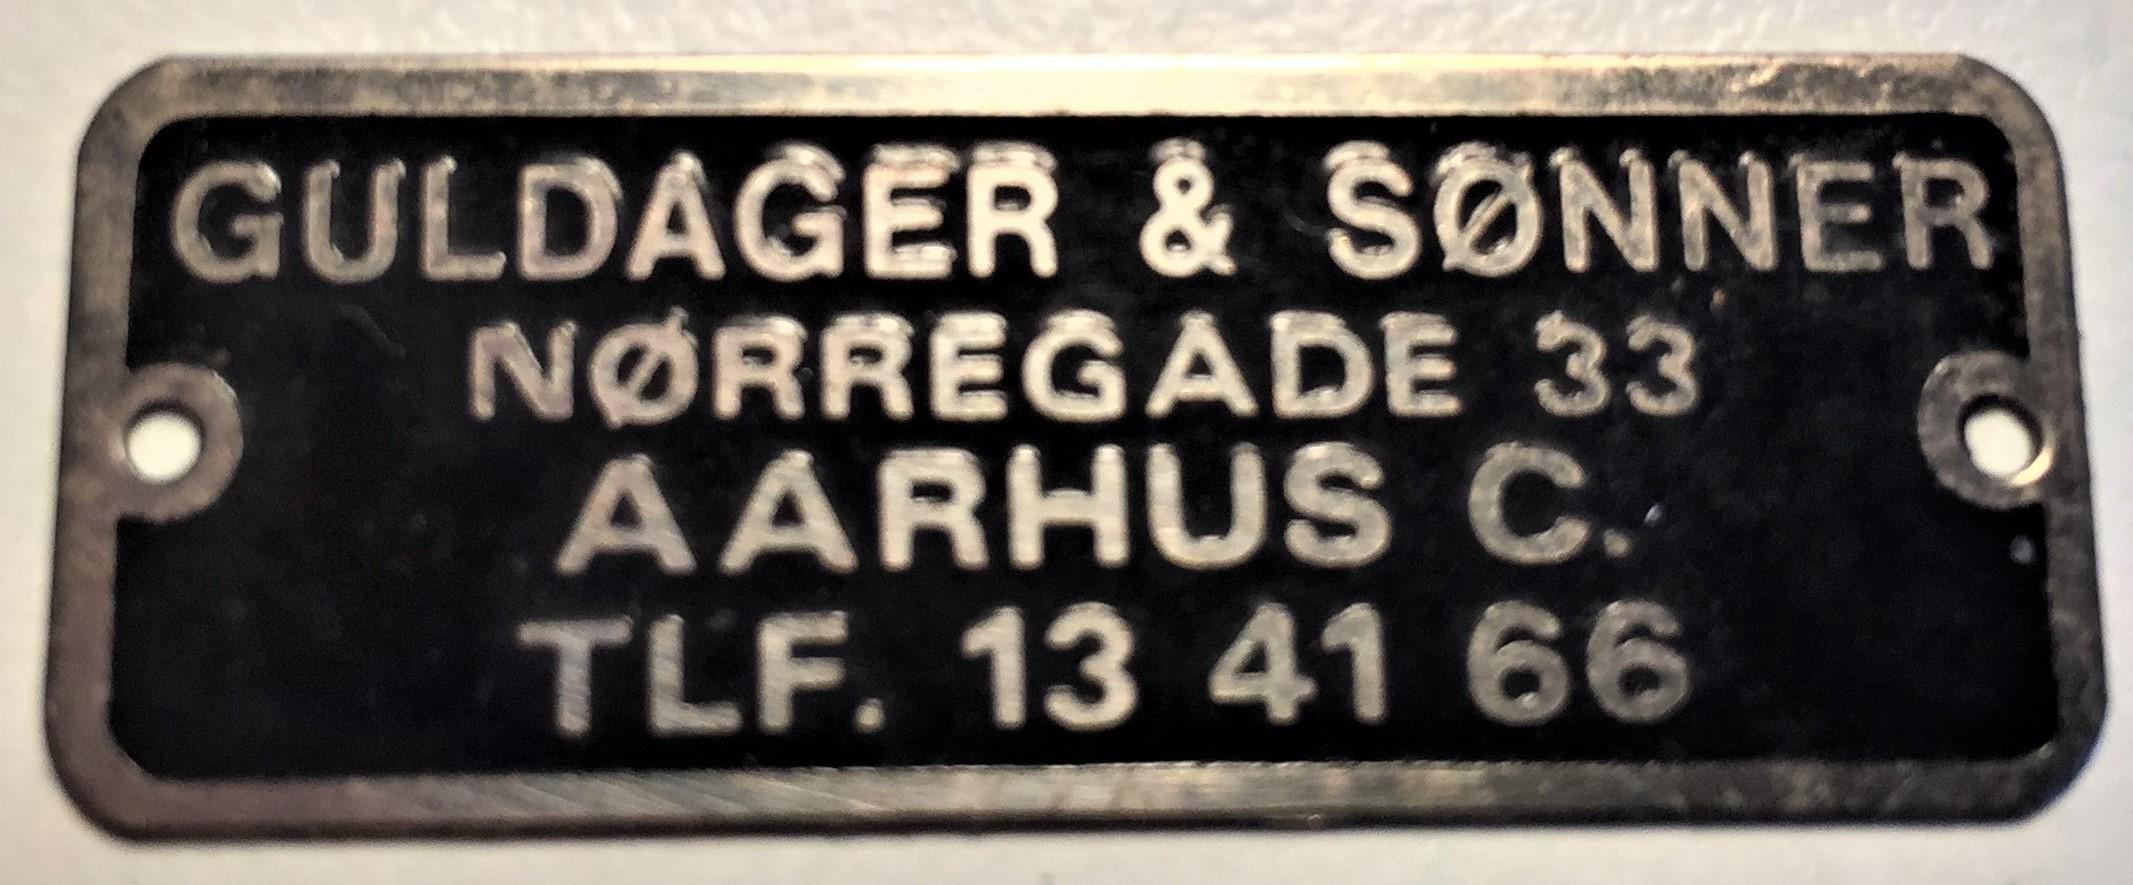 GULDAGER & SØNNER
NØRREGADE 33
AARHUS C.
TLF. 13 41 66